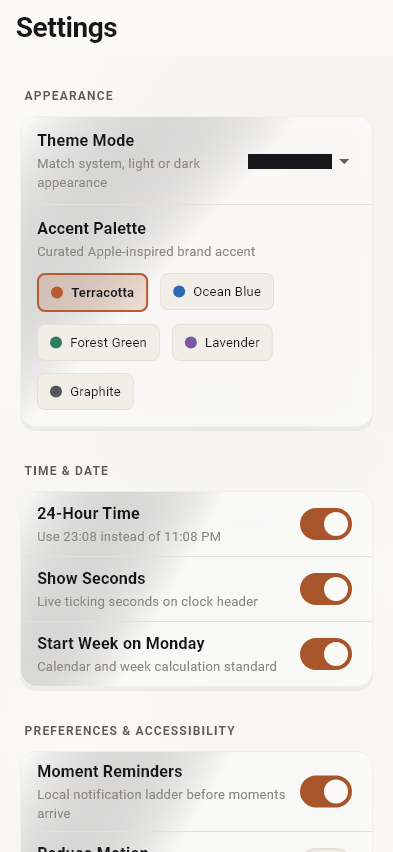 Settings
APPEARANCE
Theme Mode
Match system, light or dark
appearance
Accent Palette
Curated Apple-inspired brand accent
Terracotta
Ocean Blue
Forest Green
Lavender
Graphite
TIME & DATE
24-Hour Time
Use 23:08 instead of 11:08 PM
Show Seconds
Live ticking seconds on clock header
Start Week on Monday
Calendar and week calculation standard
PREFERENCES & ACCESSIBILITY
Moment Reminders
Local notification ladder before moments
arrive
Reduce Motion